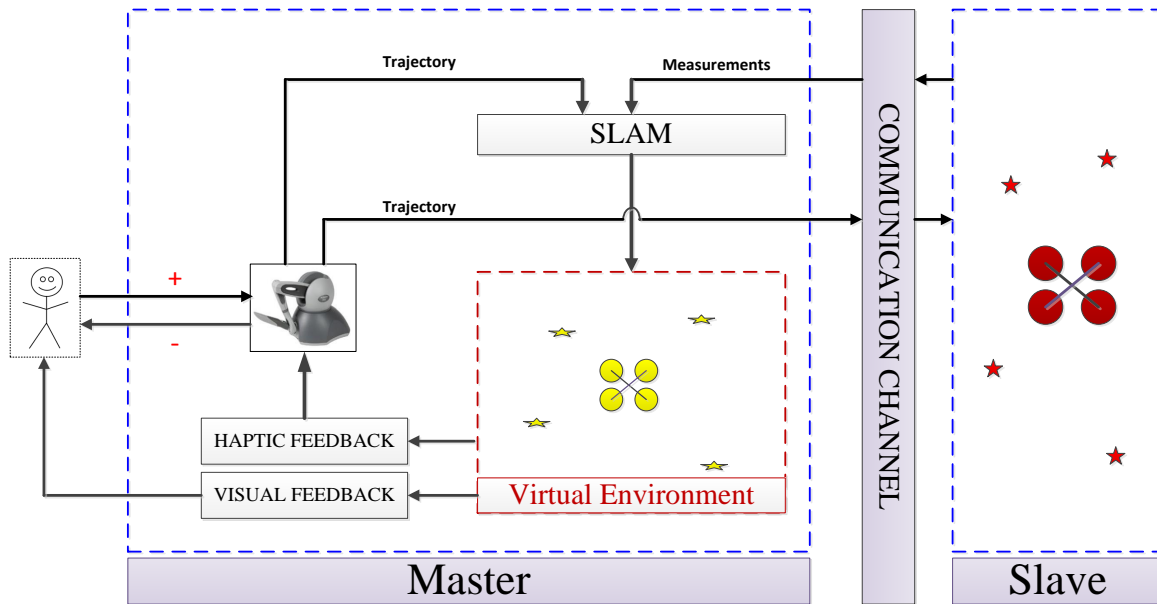 Trajectory
Measurements
SLAM
Trajectory
+
-
HAPTIC FEEDBACK
VISUAL FEEDBACK
Virtual Environment
COMMUNICATION CHANNEL
Master
Slave